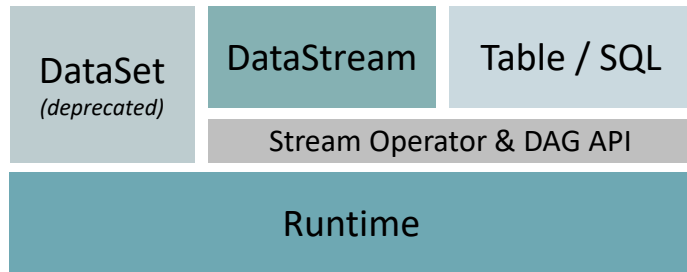 DataSet
(deprecated)
DataStream
Table / SQL
Stream Operator & DAG API
Runtime